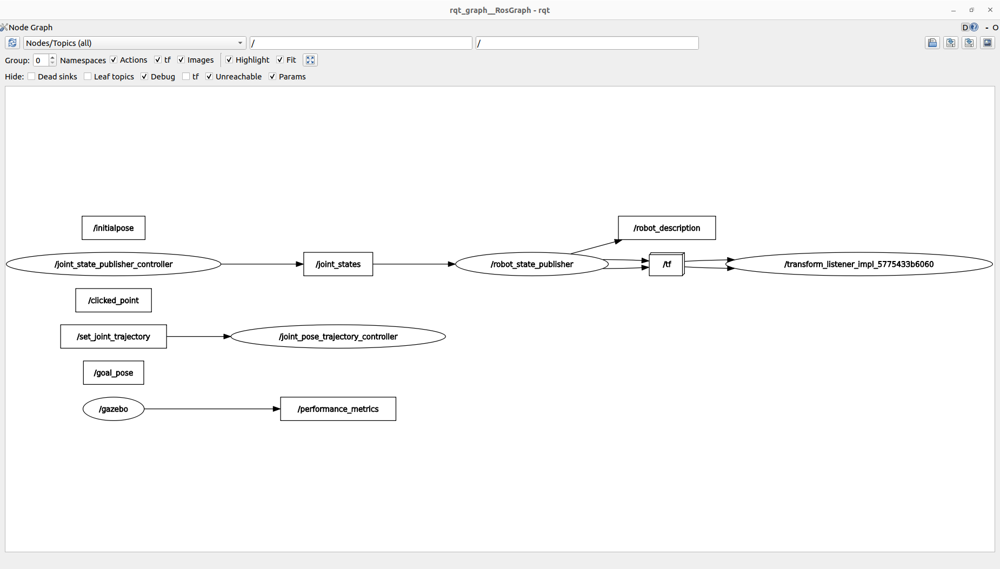 rqt_graph__RosGraph - rqt
Node Graph
D ? - O
Nodes/Topics (all) / /
Group: 0 Namespaces Actions tf Images Highlight Fit
Hide: Dead sinks Leaf topics Debug tf Unreachable Params
/initialpose
/robot_description
/joint_state_publisher_controller
/joint_states
/robot_state_publisher
/tf
/transform_listener_impl_5775433b6060
/clicked_point
/set_joint_trajectory
/joint_pose_trajectory_controller
/goal_pose
/gazebo
/performance_metrics